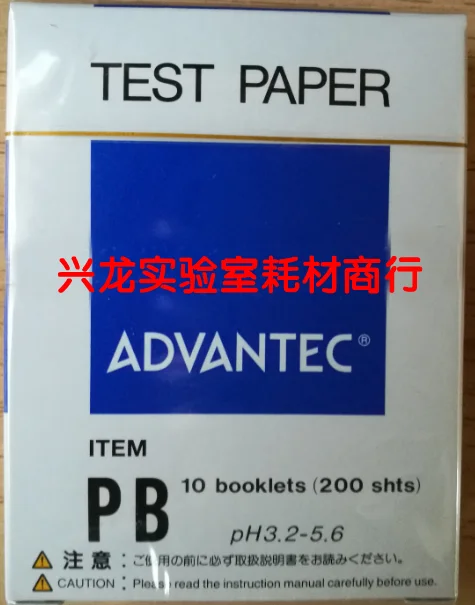 TEST PAPER
兴龙实验室耗材商行
ADVANTEC®
ITEM
PB 10 booklets (200 shts)
pH3.2-5.6
注意：ご使用の前に必ず取扱説明書をお読みください。
CAUTION : Please read the instruction manual carefully before use.